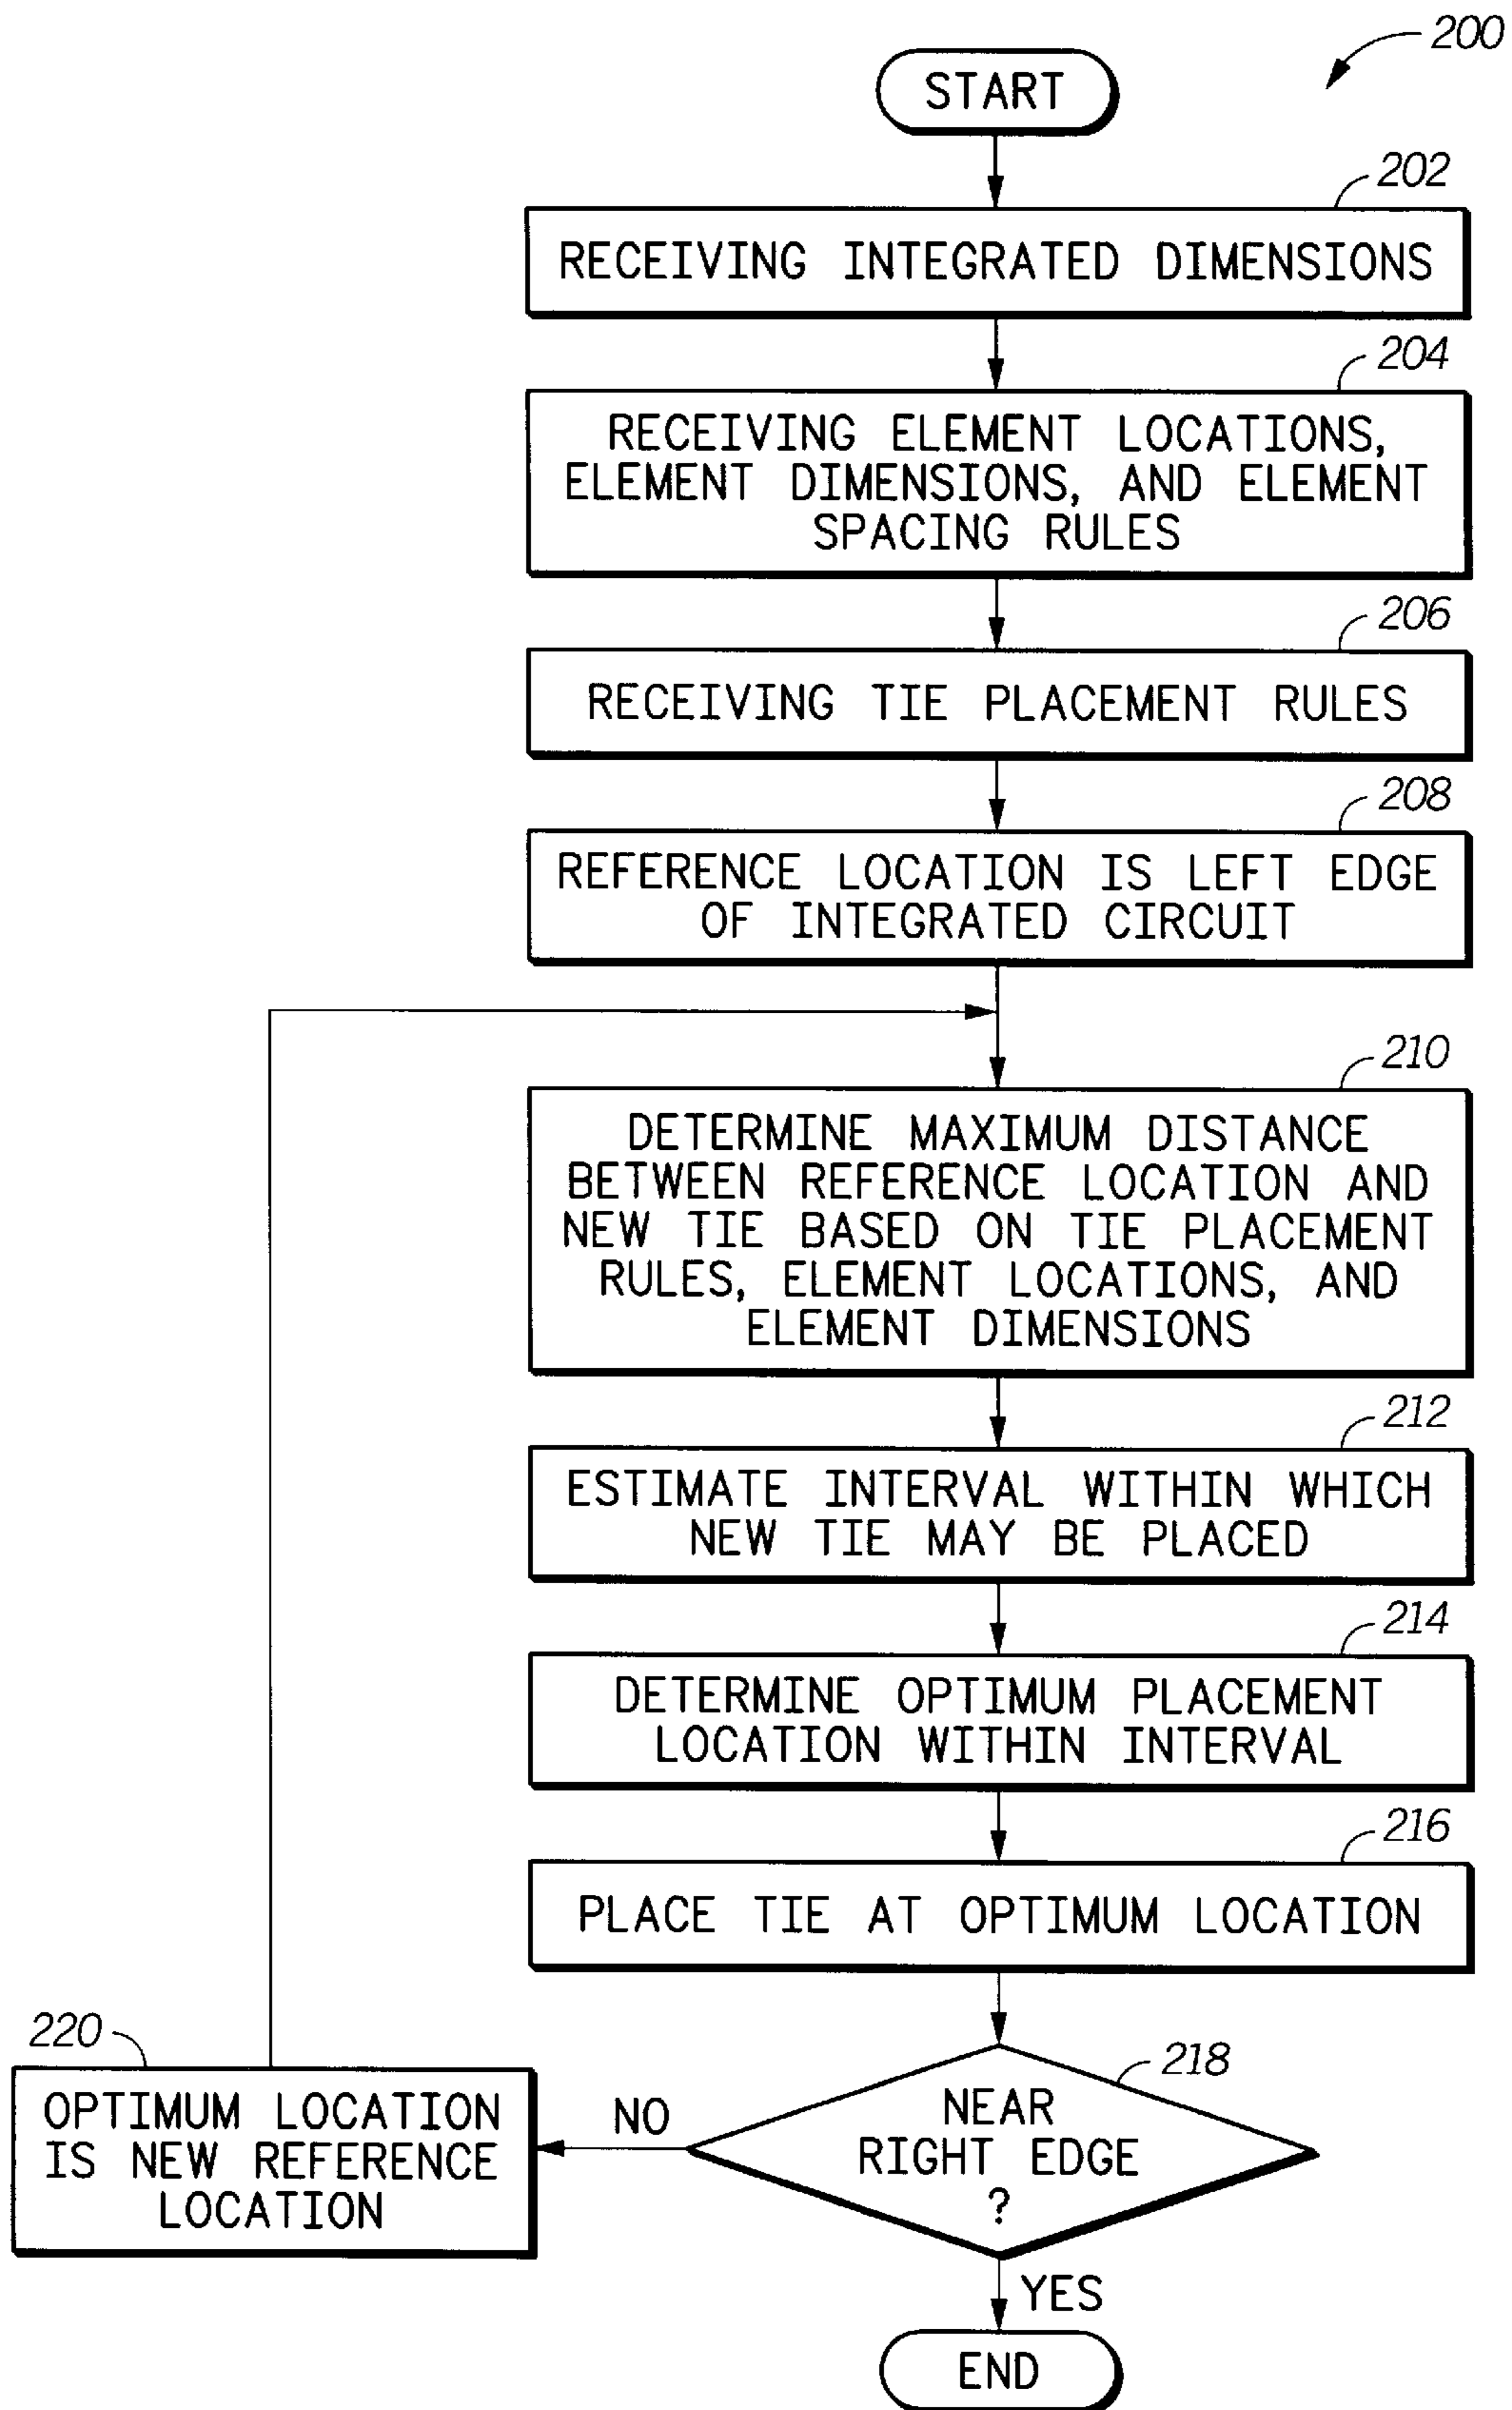 200
START
202
RECEIVING INTEGRATED DIMENSIONS
204
RECEIVING ELEMENT LOCATIONS,
ELEMENT DIMENSIONS, AND ELEMENT
SPACING RULES
206
RECEIVING TIE PLACEMENT RULES
208
REFERENCE LOCATION IS LEFT EDGE
OF INTEGRATED CIRCUIT
210
DETERMINE MAXIMUM DISTANCE
BETWEEN REFERENCE LOCATION AND
NEW TIE BASED ON TIE PLACEMENT
RULES, ELEMENT LOCATIONS, AND
ELEMENT DIMENSIONS
212
ESTIMATE INTERVAL WITHIN WHICH
NEW TIE MAY BE PLACED
214
DETERMINE OPTIMUM PLACEMENT
LOCATION WITHIN INTERVAL
216
PLACE TIE AT OPTIMUM LOCATION
218
NEAR
RIGHT EDGE
?
NO
220
OPTIMUM LOCATION
IS NEW REFERENCE
LOCATION
YES
END